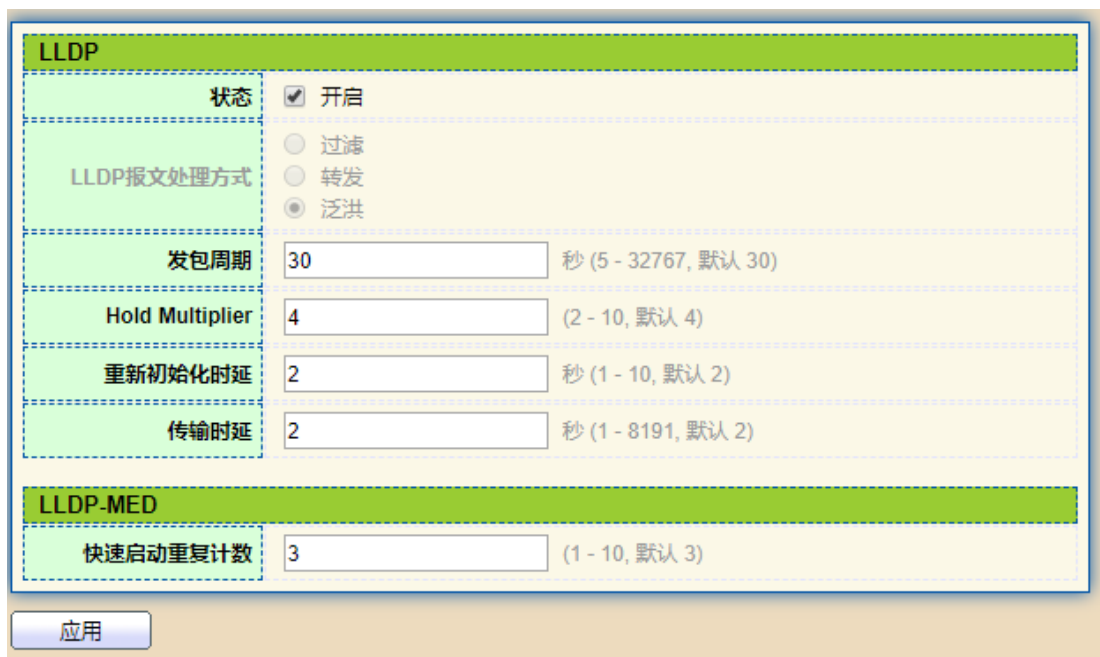 LLDP
状态 开启
过滤
LLDP报文处理方式 转发
泛洪
发包周期 30 秒 (5 - 32767, 默认 30)
Hold Multiplier 4 (2 - 10, 默认 4)
重新初始化时延 2 秒 (1 - 10, 默认 2)
传输时延 2 秒 (1 - 8191, 默认 2)
LLDP-MED
快速启动重复计数 3 (1 - 10, 默认 3)
应用